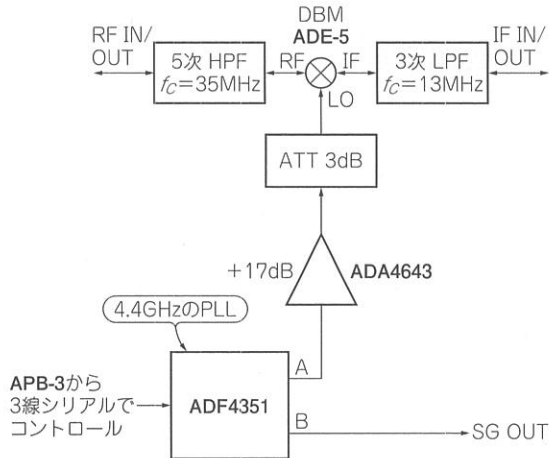 DBM
ADE-5
RF IN/
OUT
5次 HPF
fC=35MHz
RF
IF
LO
3次 LPF
fC=13MHz
IF IN/
OUT
ATT 3dB
+17dB
ADA4643
4.4GHzのPLL
APB-3から
3線シリアルで
コントロール
ADF4351
A
B
SG OUT